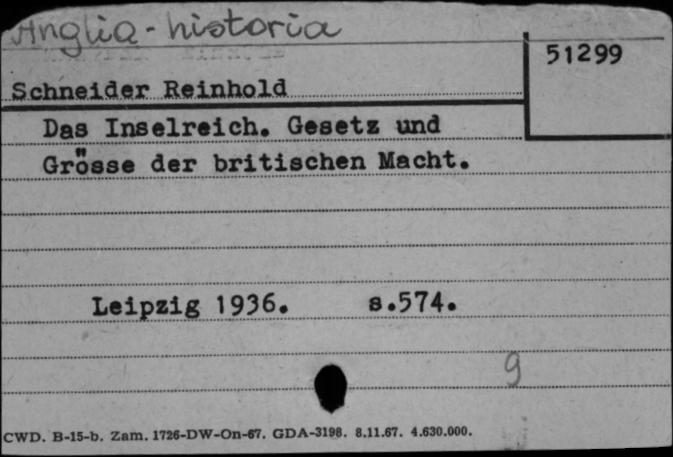 Anglia - historia
51299
Schneider Reinhold
Das Inselreich. Gesetz und
Grösse der britischen Macht.
Leipzig 1936. s.574.
9
CWD. B-15-b. Zam. 1726-DW-On-67. GDA-3198. 8.11.67. 4.630.000.